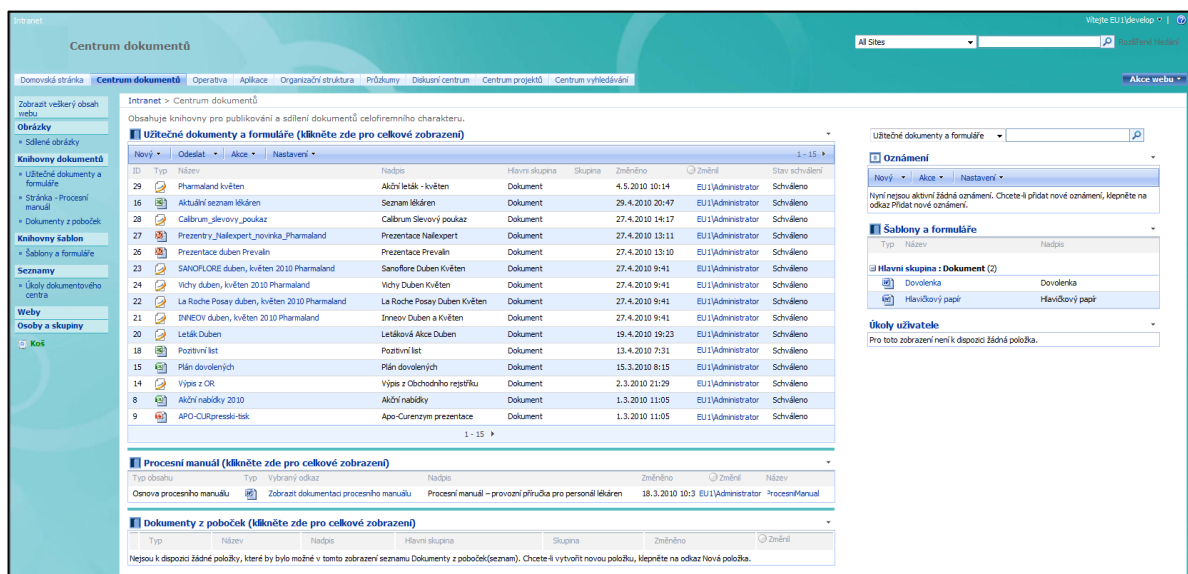 Intranet
Vítejte EU1\develop
Centrum dokumentů
All Sites
Rozšířené hledání
Domovská stránka Centrum dokumentů Operativa Aplikace Organizační struktura Průzkumy Diskusní centrum Centrum projektů Centrum vyhledávání
Akce webu
Zobrazit veškerý obsah webu
Obrázky
Sdílené obrázky
Knihovny dokumentů
Užitečné dokumenty a formuláře
Stránka - Procesní manuál
Dokumenty z poboček
Knihovny šablon
Šablony a formuláře
Seznamy
Úkoly dokumentového centra
Weby
Osoby a skupiny
Koš
Intranet > Centrum dokumentů
Obsahuje knihovny pro publikování a sdílení dokumentů celofiremního charakteru.
Užitečné dokumenty a formuláře (klikněte zde pro celkové zobrazení)
Nový Odeslat Akce Nastavení 1 - 15
ID Typ Název Nadpis Hlavní skupina Skupina Změněno Změnil Stav schválení
29 Pharmaland květen Akční leták - květen Dokument 4.5.2010 10:14 EU1\Administrator Schváleno
16 Aktuální seznam lékáren Seznam lékáren Dokument 29.4.2010 20:47 EU1\Administrator Schváleno
28 Calibrum_slevovy_poukaz Calibrum Slevový poukaz Dokument 27.4.2010 14:17 EU1\Administrator Schváleno
27 Prezentry_Nailexpert_novinka_Pharmaland Prezentace Nailexpert Dokument 27.4.2010 13:11 EU1\Administrator Schváleno
26 Prezentace duben Prevalin Prezentace Prevalin Dokument 27.4.2010 13:10 EU1\Administrator Schváleno
23 SANOFLORE duben, květen 2010 Pharmaland Sanoflore Duben Květen Dokument 27.4.2010 9:41 EU1\Administrator Schváleno
24 Vichy duben, květen 2010 Pharmaland Vichy Duben Květen Dokument 27.4.2010 9:41 EU1\Administrator Schváleno
22 La Roche Posay duben, květen 2010 Pharmaland La Roche Posay Duben Květen Dokument 27.4.2010 9:41 EU1\Administrator Schváleno
21 INNEOV duben, květen 2010 Pharmaland Inneov Duben a Květen Dokument 27.4.2010 9:41 EU1\Administrator Schváleno
20 Leták Duben Letáková Akce Duben Dokument 19.4.2010 19:23 EU1\Administrator Schváleno
18 Pozitivní list Pozitivní list Dokument 13.4.2010 7:31 EU1\Administrator Schváleno
15 Plán dovolených Plán dovolených Dokument 15.3.2010 8:15 EU1\Administrator Schváleno
14 Výpis z OR Výpis z Obchodního rejstříku Dokument 2.3.2010 21:29 EU1\Administrator Schváleno
8 Akční nabídky 2010 Akční nabídky Dokument 1.3.2010 11:05 EU1\Administrator Schváleno
9 APO-CURpresski-tisk Apo-Curenzym prezentace Dokument 1.3.2010 11:05 EU1\Administrator Schváleno
1 - 15
Procesní manuál (klikněte zde pro celkové zobrazení)
Typ obsahu Typ Vybraný odkaz Nadpis Změněno Změnil Název
Osnova procesního manuálu Zobrazit dokumentaci procesního manuálu Procesní manuál – provozní příručka pro personál lékáren 18.3.2010 10:3 EU1\Administrator ProcesniManual
Dokumenty z poboček (klikněte zde pro celkové zobrazení)
Typ Název Nadpis Hlavní skupina Skupina Změněno Změnil
Nejsou k dispozici žádné položky, které by bylo možné v tomto zobrazení seznamu Dokumenty z poboček(seznam). Chcete-li vytvořit novou položku, klepněte na odkaz Nová položka.
Užitečné dokumenty a formuláře
Oznámení
Nový Akce Nastavení
Nyní nejsou aktivní žádná oznámení. Chcete-li přidat nové oznámení, klepněte na
odkaz Přidat nové oznámení.
Šablony a formuláře
Typ Název Nadpis
Hlavní skupina : Dokument (2)
Dovolenka Dovolenka
Hlavičkový papír Hlavičkový papír
Úkoly uživatele
Pro toto zobrazení není k dispozici žádná položka.